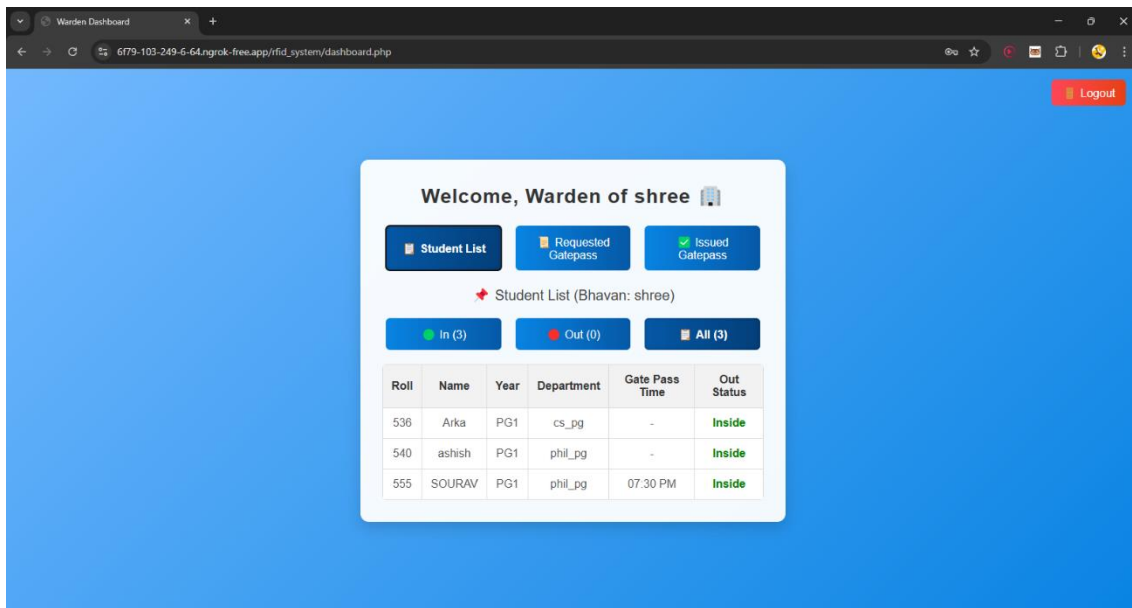 Warden Dashboard
6f79-103-249-6-64.ngrok-free.app/rfid_system/dashboard.php
Logout
Welcome, Warden of shree
Student List
Requested
Gatepass
Issued
Gatepass
Student List (Bhavan: shree)
In (3)
Out (0)
All (3)
Roll Name Year Department Gate Pass Time Out Status
536 Arka PG1 cs_pg - Inside
540 ashish PG1 phil_pg - Inside
555 SOURAV PG1 phil_pg 07:30 PM Inside